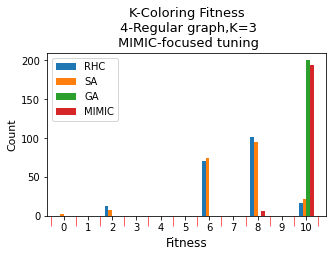 K-Coloring Fitness
4-Regular graph,K=3
MIMIC-focused tuning
200
150
100
50
0
Count
RHC
SA
GA
MIMIC
0 1 2 3 4 5 6 7 8 9 10
Fitness